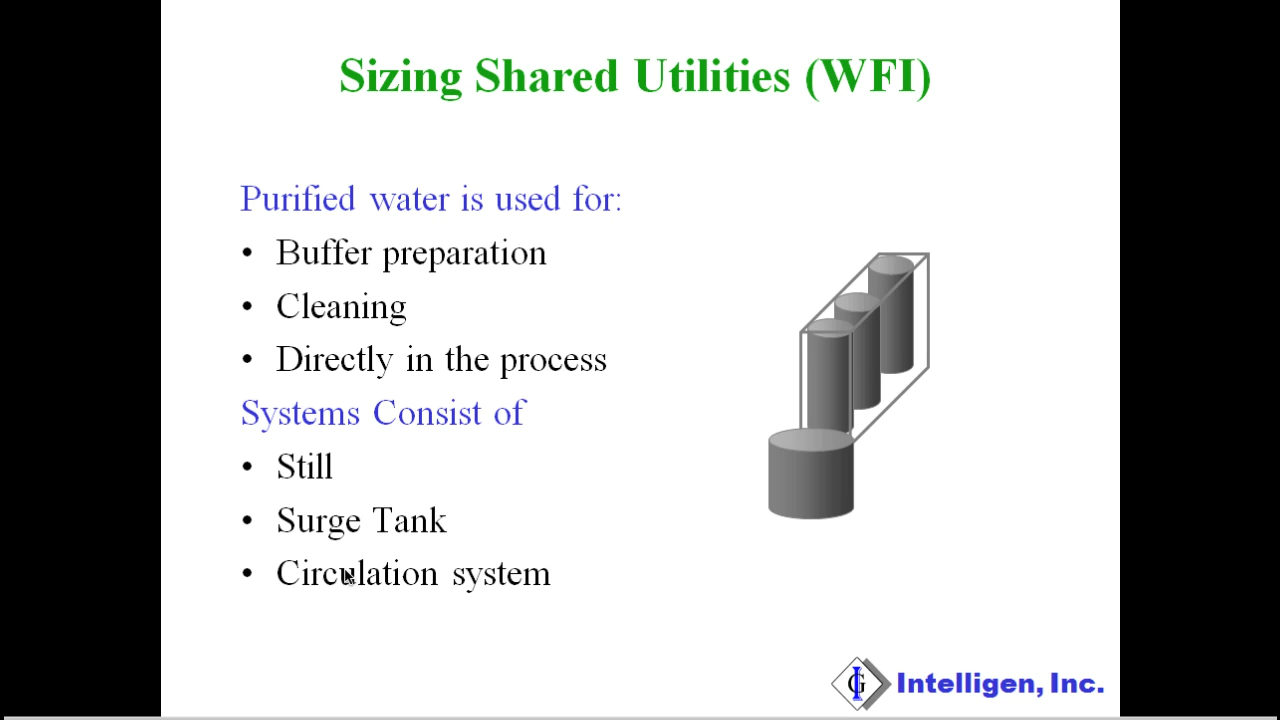 Sizing Shared Utilities (WFI)
Purified water is used for:
• Buffer preparation
• Cleaning
• Directly in the process
Systems Consist of
• Still
• Surge Tank
• Circulation system
IG
Intelligen, Inc.